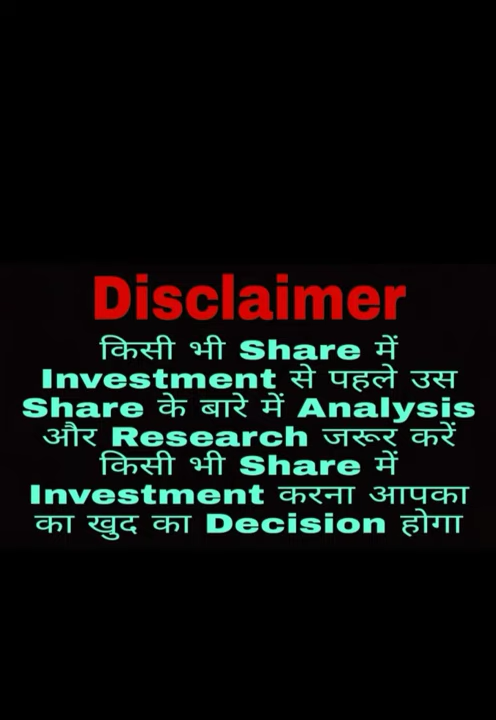 Disclaimer
किसी भी Share में
Investment से पहले उस
Share के बारे में Analysis
और Research जरूर करें
किसी भी Share में
Investment करना आपका
का खुद का Decision होगा